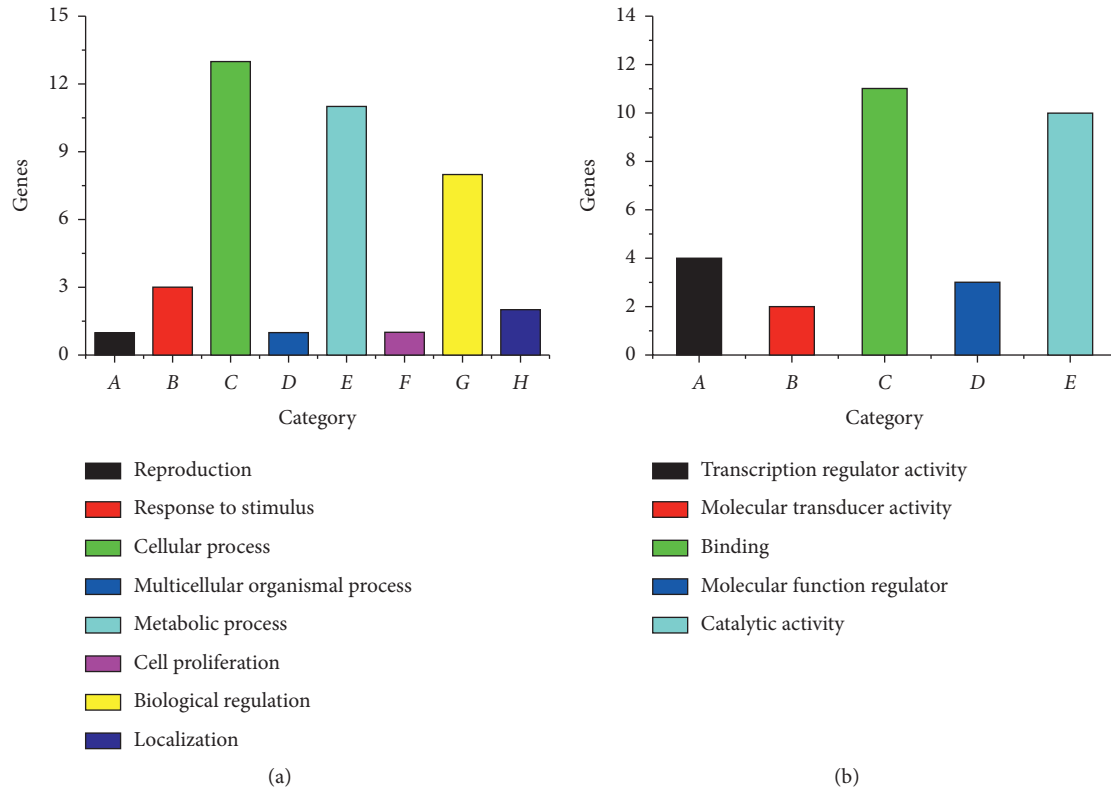 15
12
9
6
3
0
Genes
A B C D E F G H
Category
Reproduction
Response to stimulus
Cellular process
Multicellular organismal process
Metabolic process
Cell proliferation
Biological regulation
Localization
(a)
14
12
10
8
6
4
2
0
Genes
A B C D E
Category
Transcription regulator activity
Molecular transducer activity
Binding
Molecular function regulator
Catalytic activity
(b)